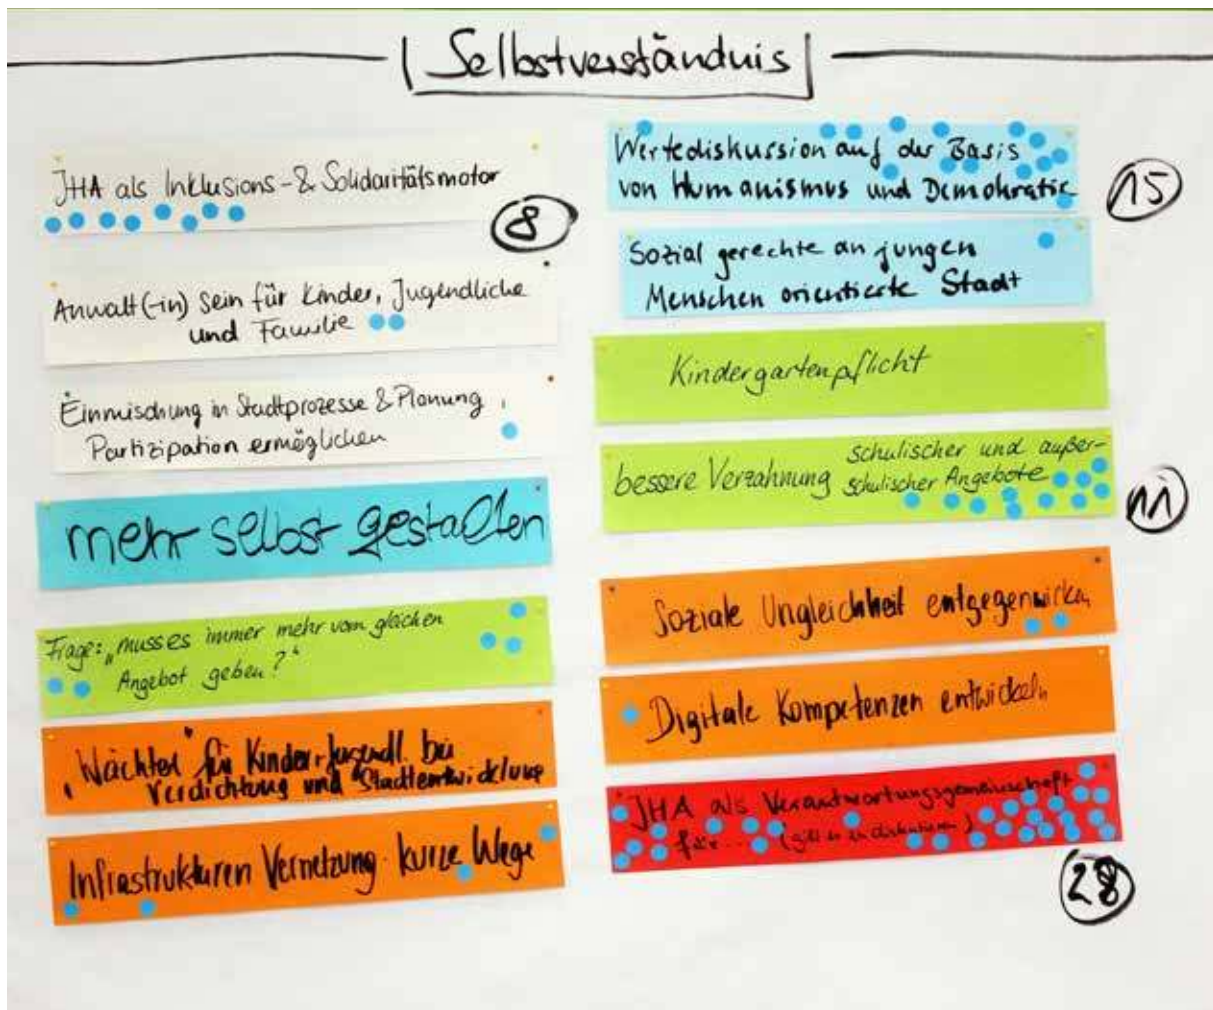 Selbstverständnis
JHA als Inklusions- & Solidaritätsmotor
8
Anwalt(-in) sein für Kinder, Jugendliche
und Familie
Einmischung in Stadtprozesse & Planung,
Partizipation ermöglichen
mehr selbst gestalten
Frage: „muss es immer mehr vom gleichen
Angebot geben?“
„Wächter“ für Kinder + Jugendl. bei
Verdichtung und Stadtentwicklung
Infrastrukturen Vernetzung kurze Wege
Wertediskussion auf der Basis
von Humanismus und Demokratie
15
Sozial gerechte an jungen
Menschen orientierte Stadt
Kindergartenpflicht
bessere Verzahnung schulischer und außer-
schulischer Angebote
11
Soziale Ungleichheit entgegenwirken
Digitale Kompetenzen entwickeln
JHA als Verantwortungsgemeinschaft
für... (gilt es zu diskutieren)
28